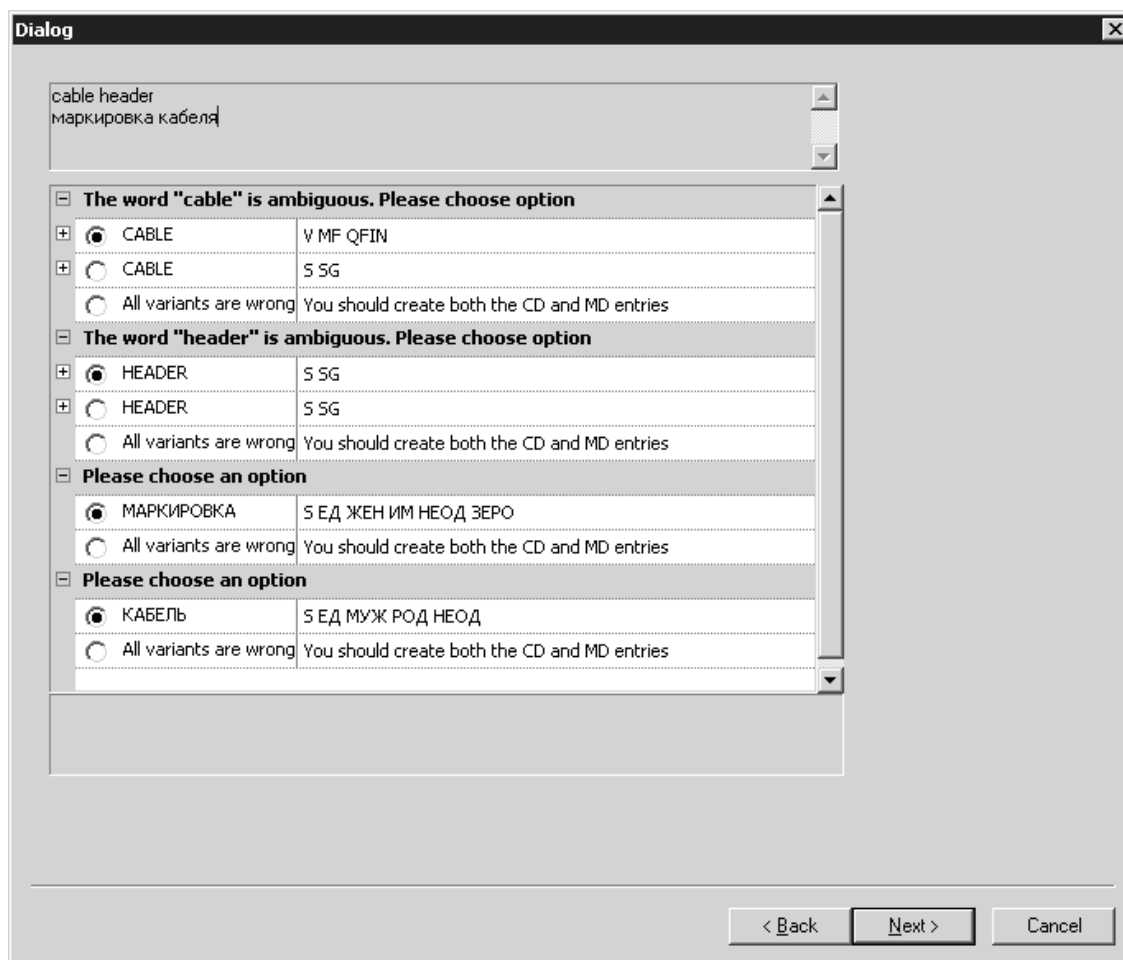 Dialog
cable header
маркировка кабеля
The word "cable" is ambiguous. Please choose option
CABLE V MF QFIN
CABLE S SG
All variants are wrong You should create both the CD and MD entries
The word "header" is ambiguous. Please choose option
HEADER S SG
HEADER S SG
All variants are wrong You should create both the CD and MD entries
Please choose an option
МАРКИРОВКА S ЕД ЖЕН ИМ НЕОД ЗЕРО
All variants are wrong You should create both the CD and MD entries
Please choose an option
КАБЕЛЬ S ЕД МУЖ РОД НЕОД
All variants are wrong You should create both the CD and MD entries
< Back Next > Cancel